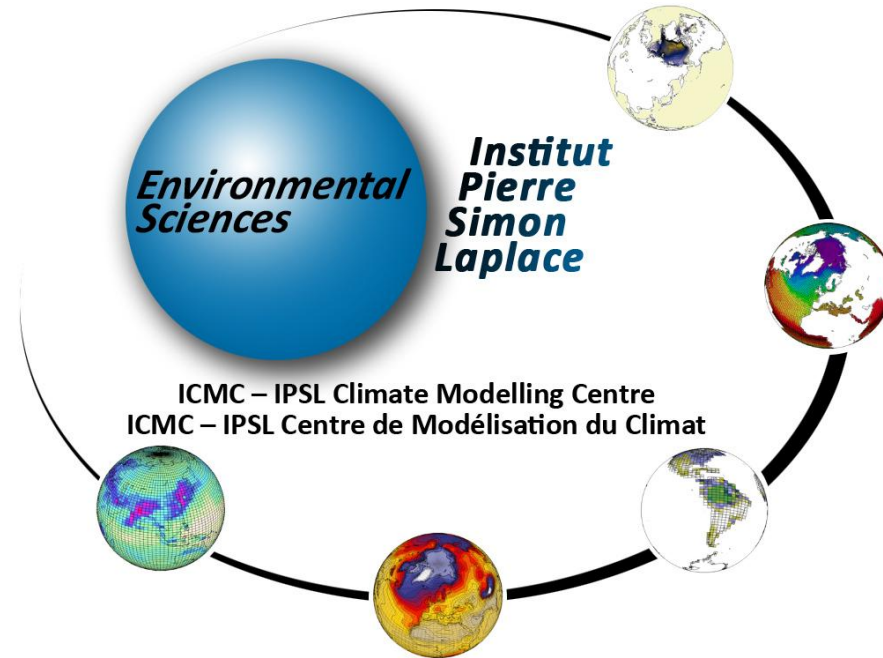 Environmental
Sciences
Institut
Pierre
Simon
Laplace
ICMC – IPSL Climate Modelling Centre
ICMC – IPSL Centre de Modélisation du Climat